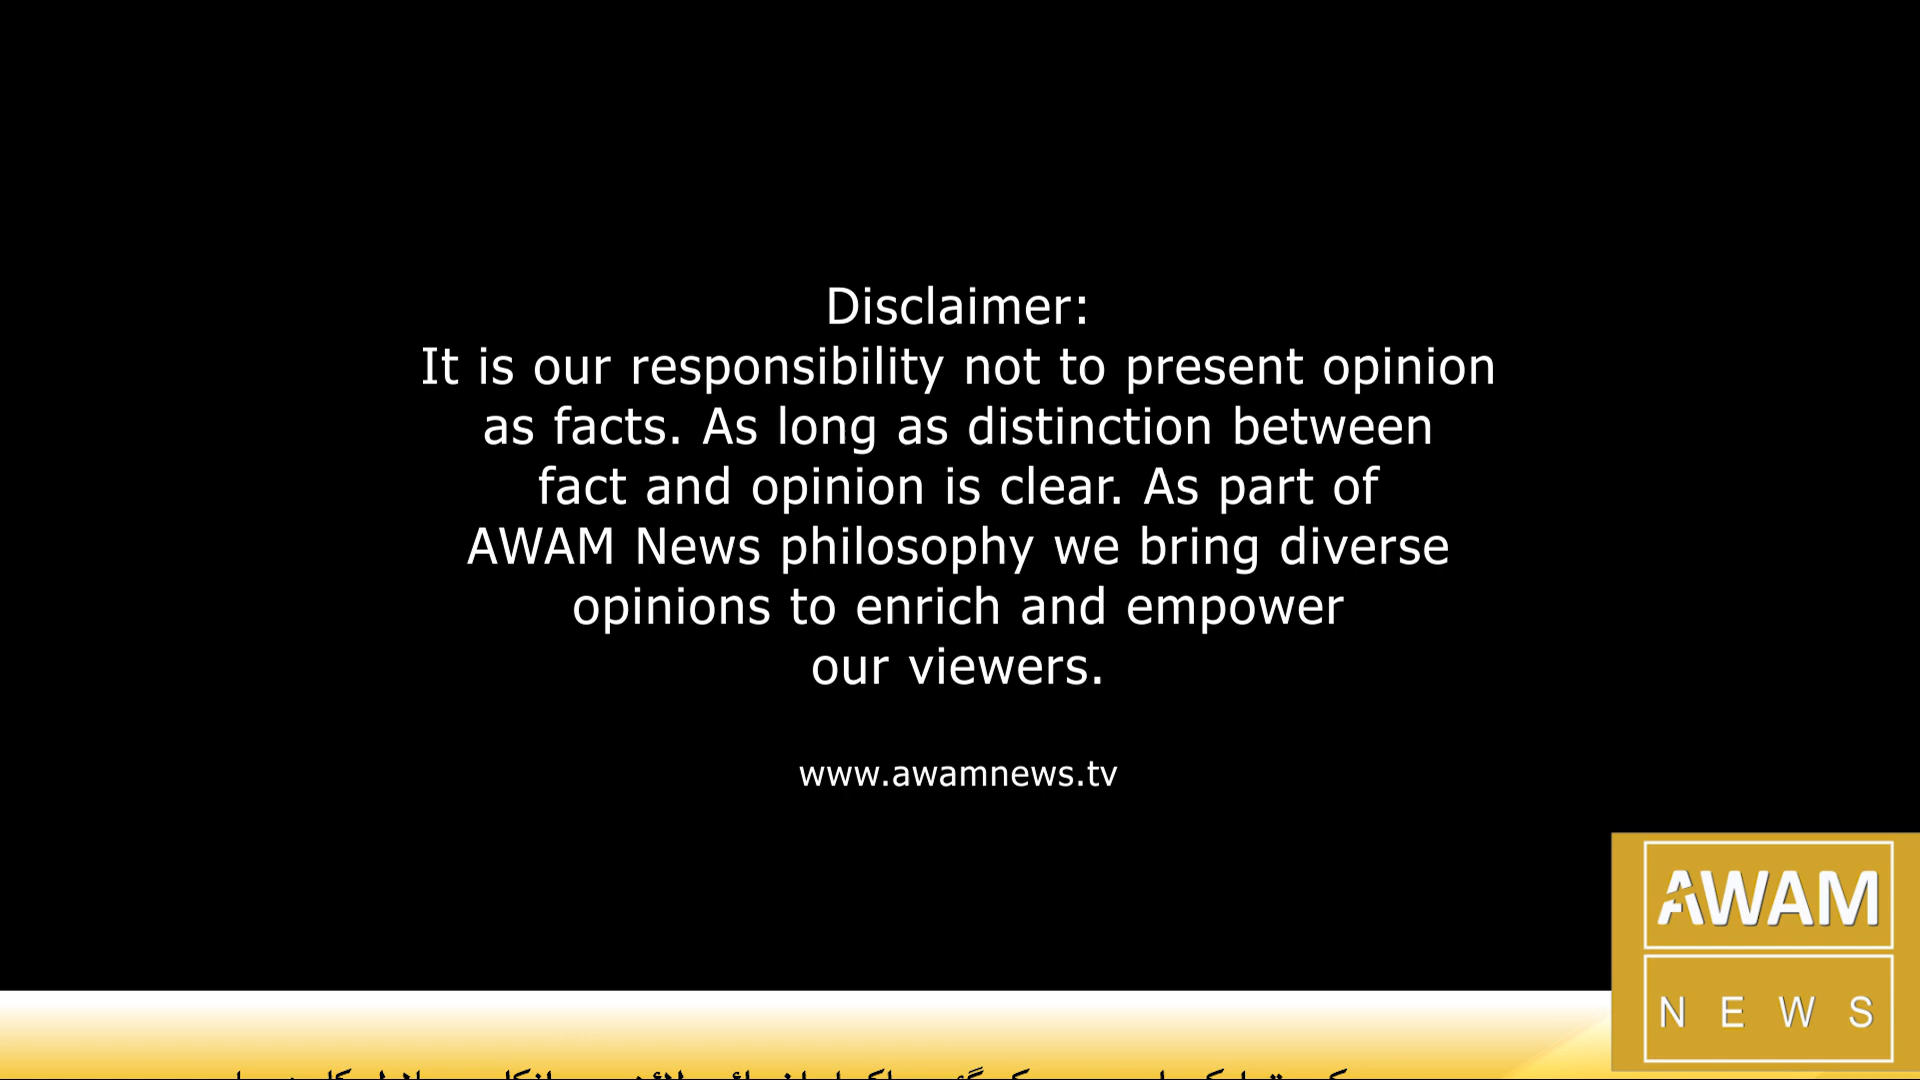 Disclaimer:
It is our responsibility not to present opinion
as facts. As long as distinction between
fact and opinion is clear. As part of
AWAM News philosophy we bring diverse
opinions to enrich and empower
our viewers.
www.awamnews.tv
AWAM
NEWS